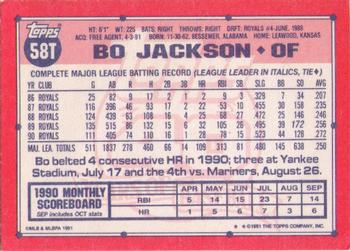 Topps
58T
HT: 6'1" WT: 225 BATS: RIGHT THROWS: RIGHT DRAFT: ROYALS #4-JUNE, 1986
ACQ: FREE AGENT, 4-3-91 BORN: 11-30-62, BESSEMER, ALABAMA HOME: LEAWOOD, KANSAS
BO JACKSON ♦ OF
COMPLETE MAJOR LEAGUE BATTING RECORD (LEAGUE LEADER IN ITALICS, TIE ♦)
YR CLUB G AB R H 2B 3B HR RBI SB SLG BB SO AVG
86 ROYALS 25 82 9 17 2 1 2 9 3 .329 7 34 .207
87 ROYALS 116 396 46 93 17 2 22 53 10 .455 30 158 .235
88 ROYALS 124 439 63 108 16 4 25 68 27 .472 25 146 .246
89 ROYALS 135 515 86 132 15 6 32 105 26 .495 39 172 .256
90 ROYALS 111 405 74 110 16 1 28 78 15 .523 44 128 .272
MAJ. LEA. TOTALS 511 1837 278 460 66 14 109 313 81 .480 145 638 .250
Bo belted 4 consecutive HR in 1990; three at Yankee
Stadium, July 17 and the 4th vs. Mariners, August 26.
1990 MONTHLY
SCOREBOARD
SEP includes OCT stats
APR MAY JUN JUL AUG SEP
RBI 5 14 15 23 7 14
HR 1 6 5 7 3 6
©MLB & MLBPA 1991
©1991 THE TOPPS COMPANY, INC.